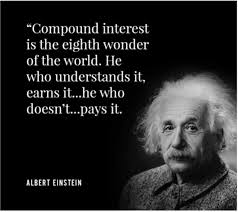 “Compound interest
is the eighth wonder
of the world. He
who understands it,
earns it...he who
doesn't...pays it.
ALBERT EINSTEIN